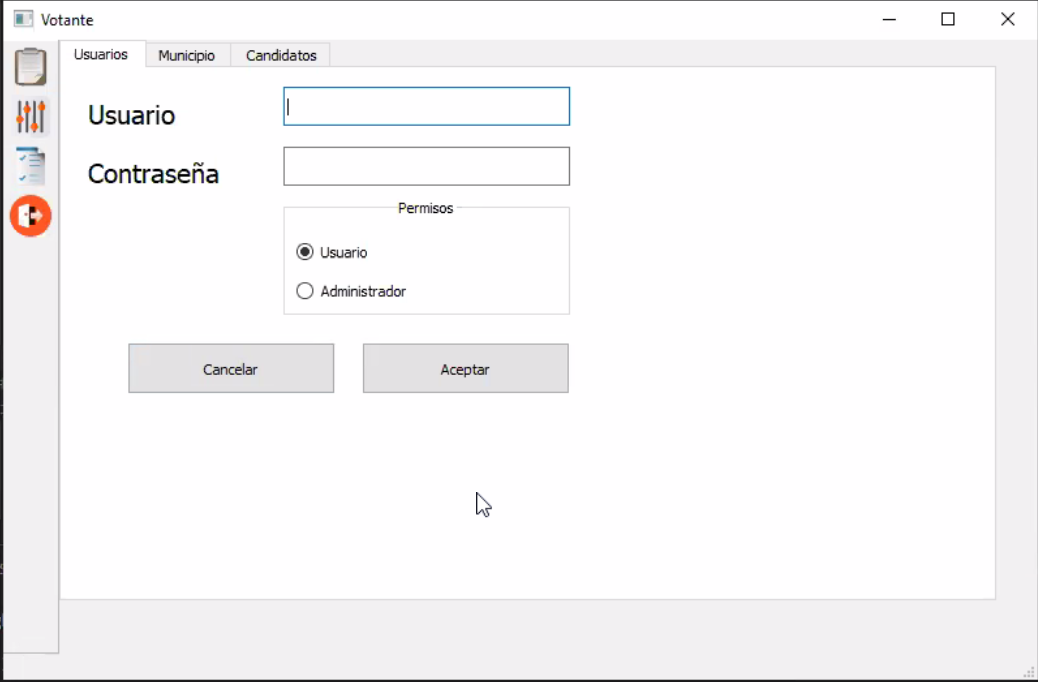 Votante
Usuarios Municipio Candidatos
Usuario
Contraseña
Permisos
Usuario
Administrador
Cancelar Aceptar